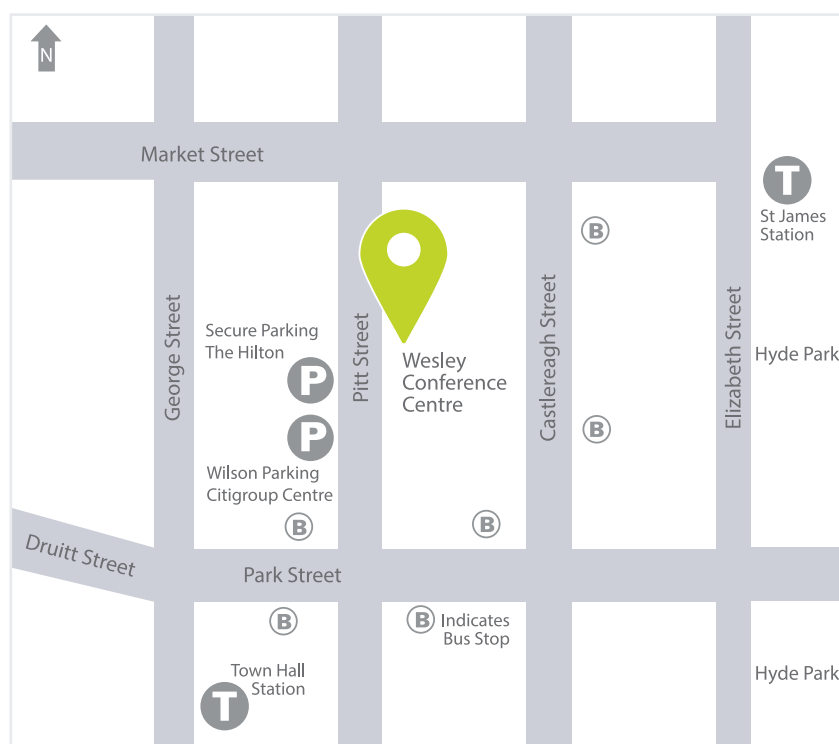 N
Market Street
T
St James
Station
B
George Street
Secure Parking
The Hilton
P
Pitt Street
Wesley
Conference
Centre
Castlereagh Street
Elizabeth Street
Hyde Park
P
B
Wilson Parking
Citigroup Centre
B
B
Druitt Street
Park Street
B
B Indicates
Bus Stop
Town Hall
Station
T
Hyde Park